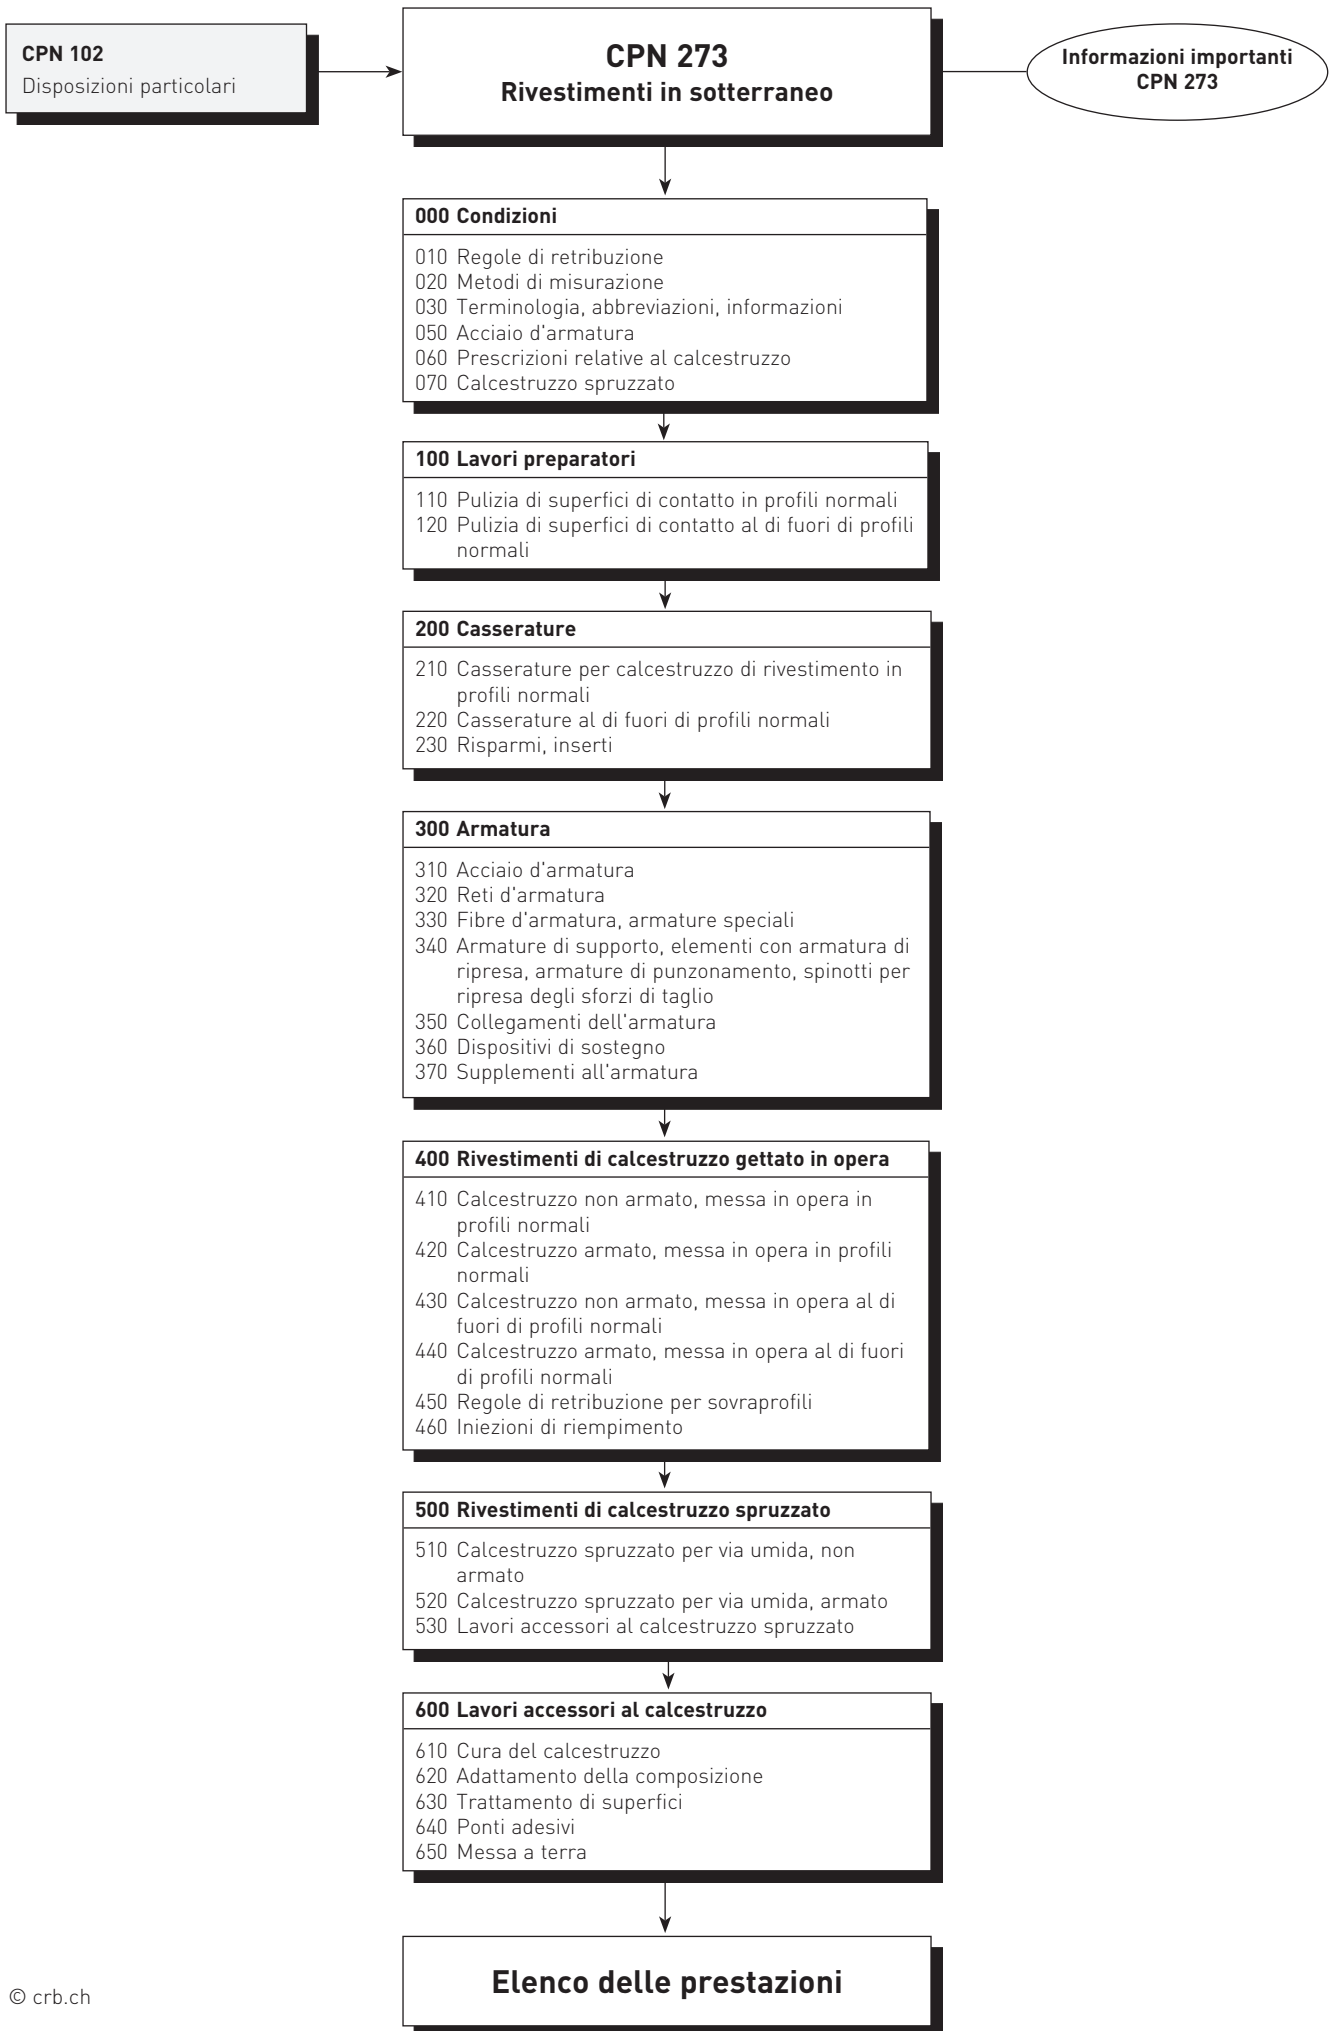 CPN 102
Disposizioni particolari
CPN 273
Rivestimenti in sotterraneo
Informazioni importanti
CPN 273
000 Condizioni
010 Regole di retribuzione
020 Metodi di misurazione
030 Terminologia, abbreviazioni, informazioni
050 Acciaio d'armatura
060 Prescrizioni relative al calcestruzzo
070 Calcestruzzo spruzzato
100 Lavori preparatori
110 Pulizia di superfici di contatto in profili normali
120 Pulizia di superfici di contatto al di fuori di profili
normali
200 Casserature
210 Casserature per calcestruzzo di rivestimento in
profili normali
220 Casserature al di fuori di profili normali
230 Risparmi, inserti
300 Armatura
310 Acciaio d'armatura
320 Reti d'armatura
330 Fibre d'armatura, armature speciali
340 Armature di supporto, elementi con armatura di
ripresa, armature di punzonamento, spinotti per
ripresa degli sforzi di taglio
350 Collegamenti dell'armatura
360 Dispositivi di sostegno
370 Supplementi all'armatura
400 Rivestimenti di calcestruzzo gettato in opera
410 Calcestruzzo non armato, messa in opera in
profili normali
420 Calcestruzzo armato, messa in opera in profili
normali
430 Calcestruzzo non armato, messa in opera al di
fuori di profili normali
440 Calcestruzzo armato, messa in opera al di fuori
di profili normali
450 Regole di retribuzione per sovraprofili
460 Iniezioni di riempimento
500 Rivestimenti di calcestruzzo spruzzato
510 Calcestruzzo spruzzato per via umida, non
armato
520 Calcestruzzo spruzzato per via umida, armato
530 Lavori accessori al calcestruzzo spruzzato
600 Lavori accessori al calcestruzzo
610 Cura del calcestruzzo
620 Adattamento della composizione
630 Trattamento di superfici
640 Ponti adesivi
650 Messa a terra
Elenco delle prestazioni
© crb.ch